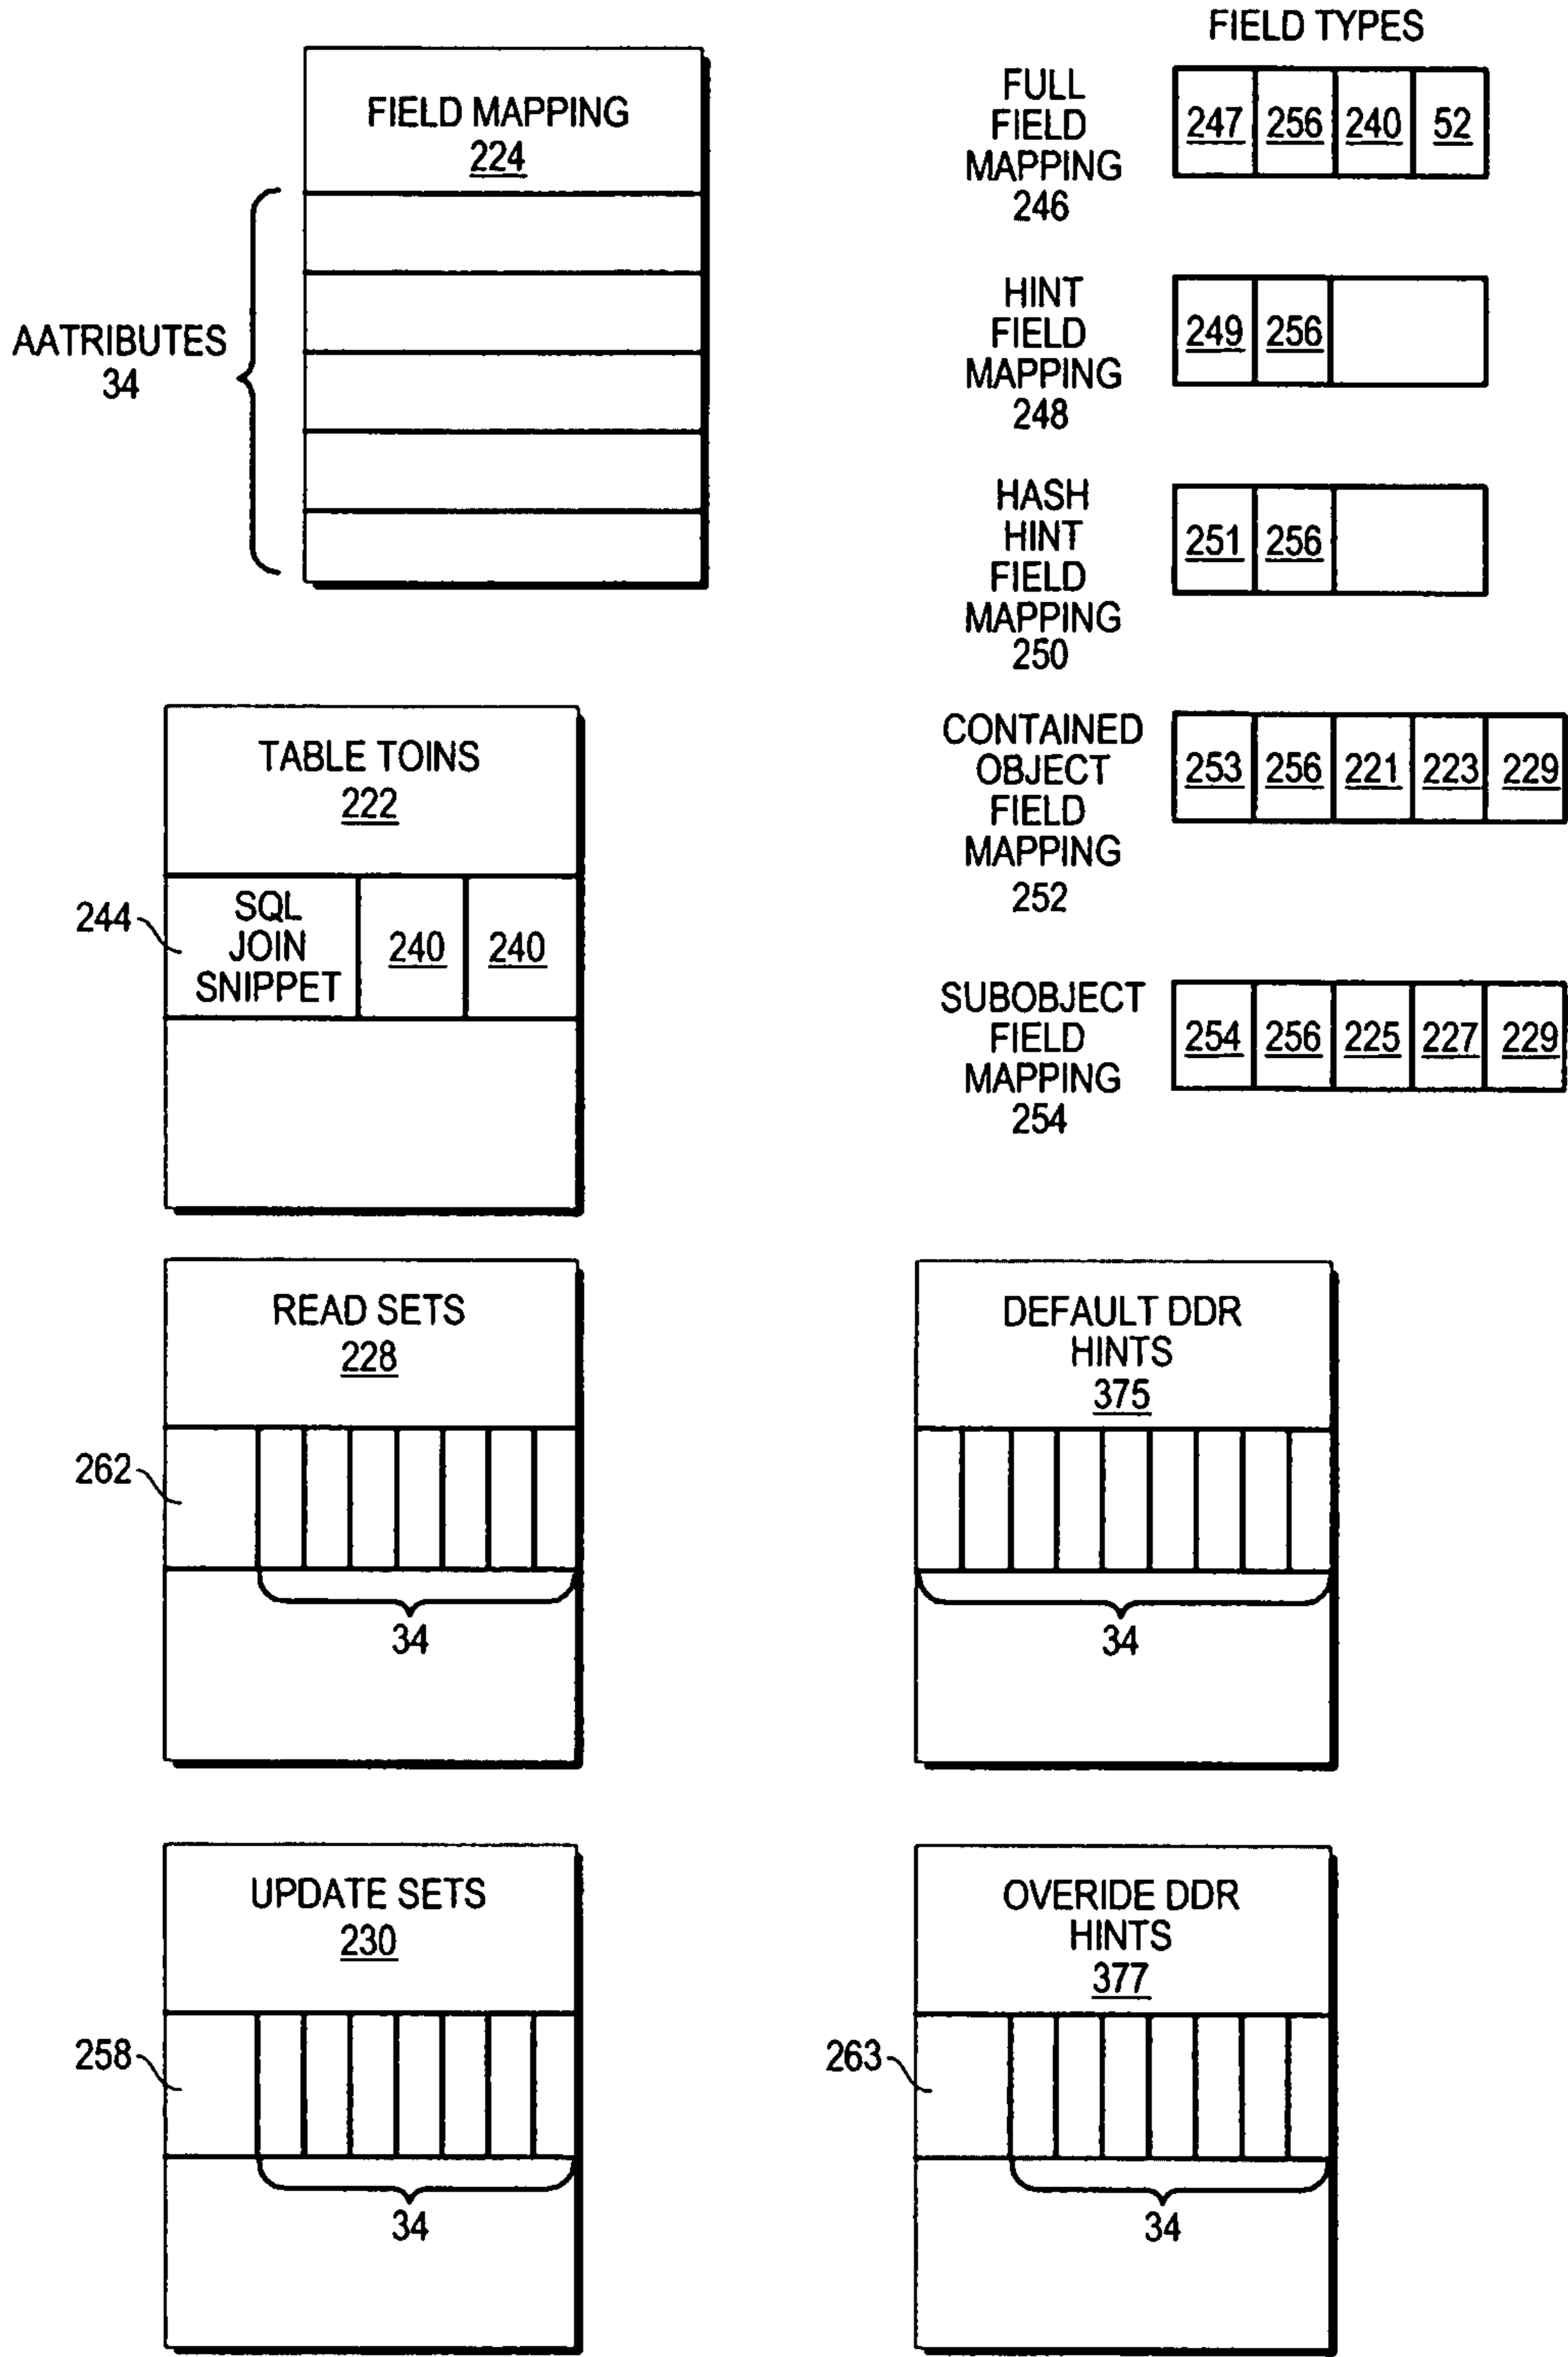 FIELD MAPPING
224
AATRIBUTES
34
FIELD TYPES
FULL
FIELD
MAPPING
246
247 256 240 52
HINT
FIELD
MAPPING
248
249 256
HASH
HINT
FIELD
MAPPING
250
251 256
CONTAINED
OBJECT
FIELD
MAPPING
252
253 256 221 223 229
SUBOBJECT
FIELD
MAPPING
254
254 256 225 227 229
TABLE TOINS
222
244
SQL
JOIN
SNIPPET
240 240
READ SETS
228
262
34
DEFAULT DDR
HINTS
375
34
UPDATE SETS
230
258
34
OVERIDE DDR
HINTS
377
263
34